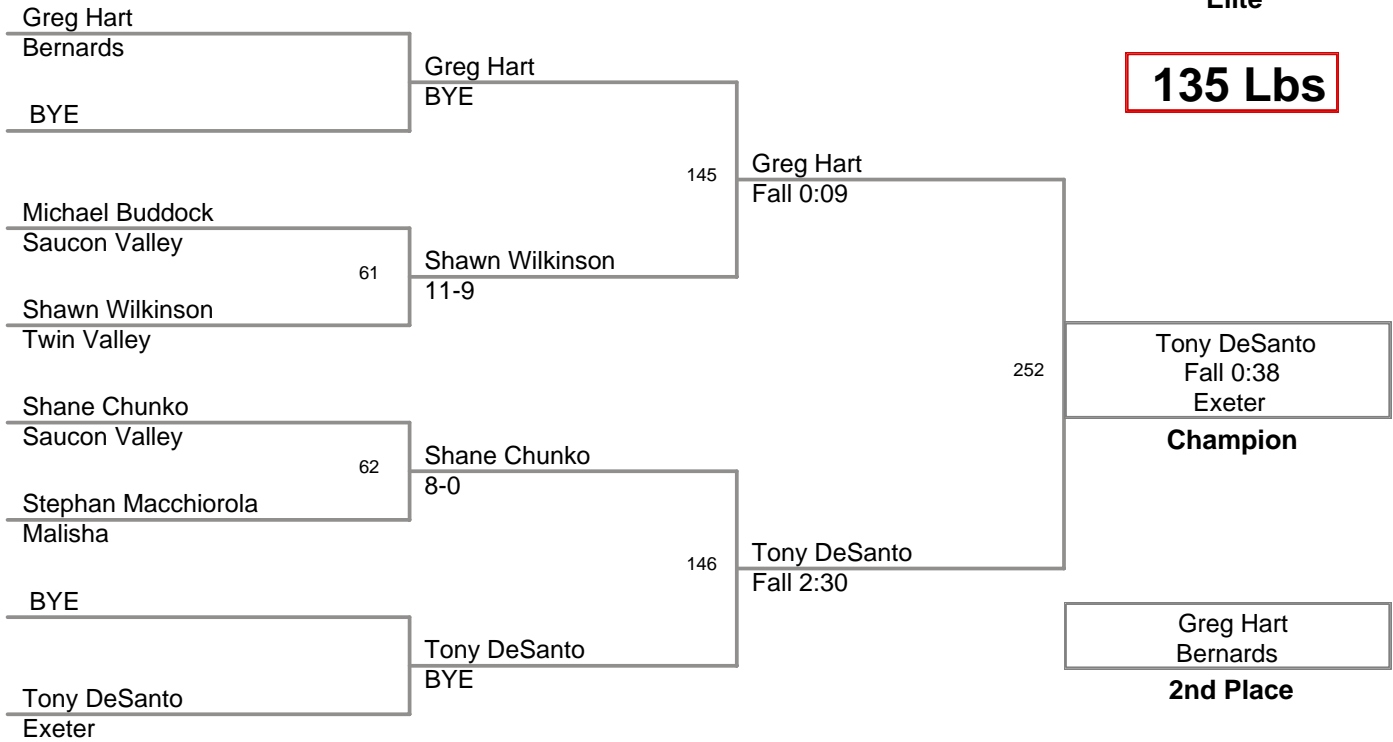 Elite
135 Lbs
Greg Hart
Bernards
BYE
Michael Buddock
Saucon Valley
61
Shawn Wilkinson
Twin Valley
Shane Chunko
Saucon Valley
62
Stephan Macchiorola
Malisha
BYE
Tony DeSanto
Exeter
Greg Hart
BYE
145
Shawn Wilkinson
11-9
Shane Chunko
8-0
146
Tony DeSanto
BYE
Greg Hart
Fall 0:09
252
Tony DeSanto
Fall 2:30
Tony DeSanto
Fall 0:38
Exeter
Champion
Greg Hart
Bernards
2nd Place